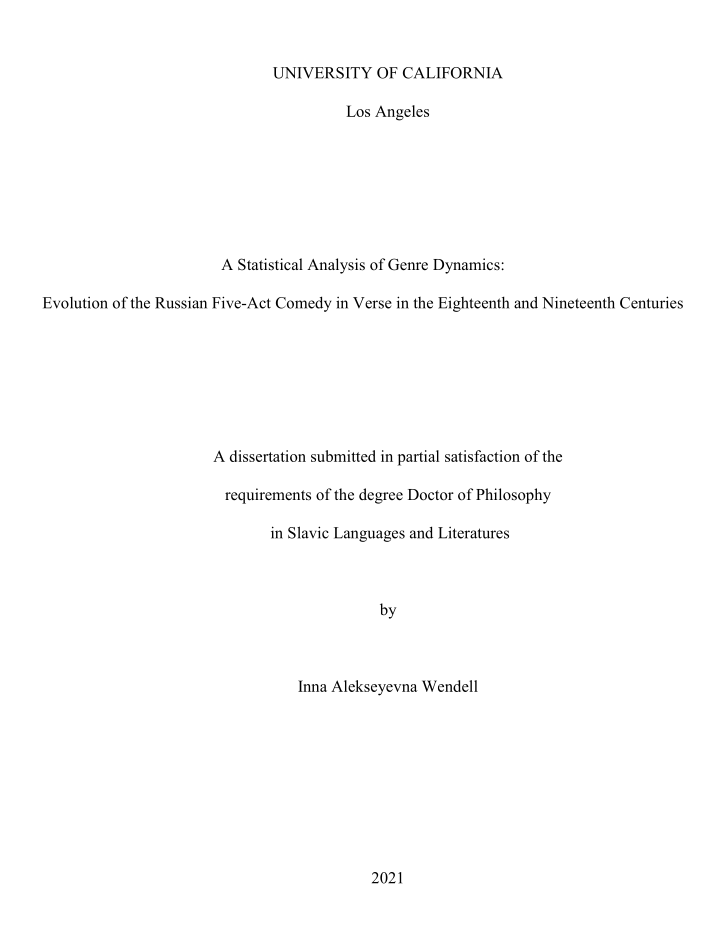 UNIVERSITY OF CALIFORNIA
Los Angeles
A Statistical Analysis of Genre Dynamics:
Evolution of the Russian Five-Act Comedy in Verse in the Eighteenth and Nineteenth Centuries
A dissertation submitted in partial satisfaction of the
requirements of the degree Doctor of Philosophy
in Slavic Languages and Literatures
by
Inna Alekseyevna Wendell
2021